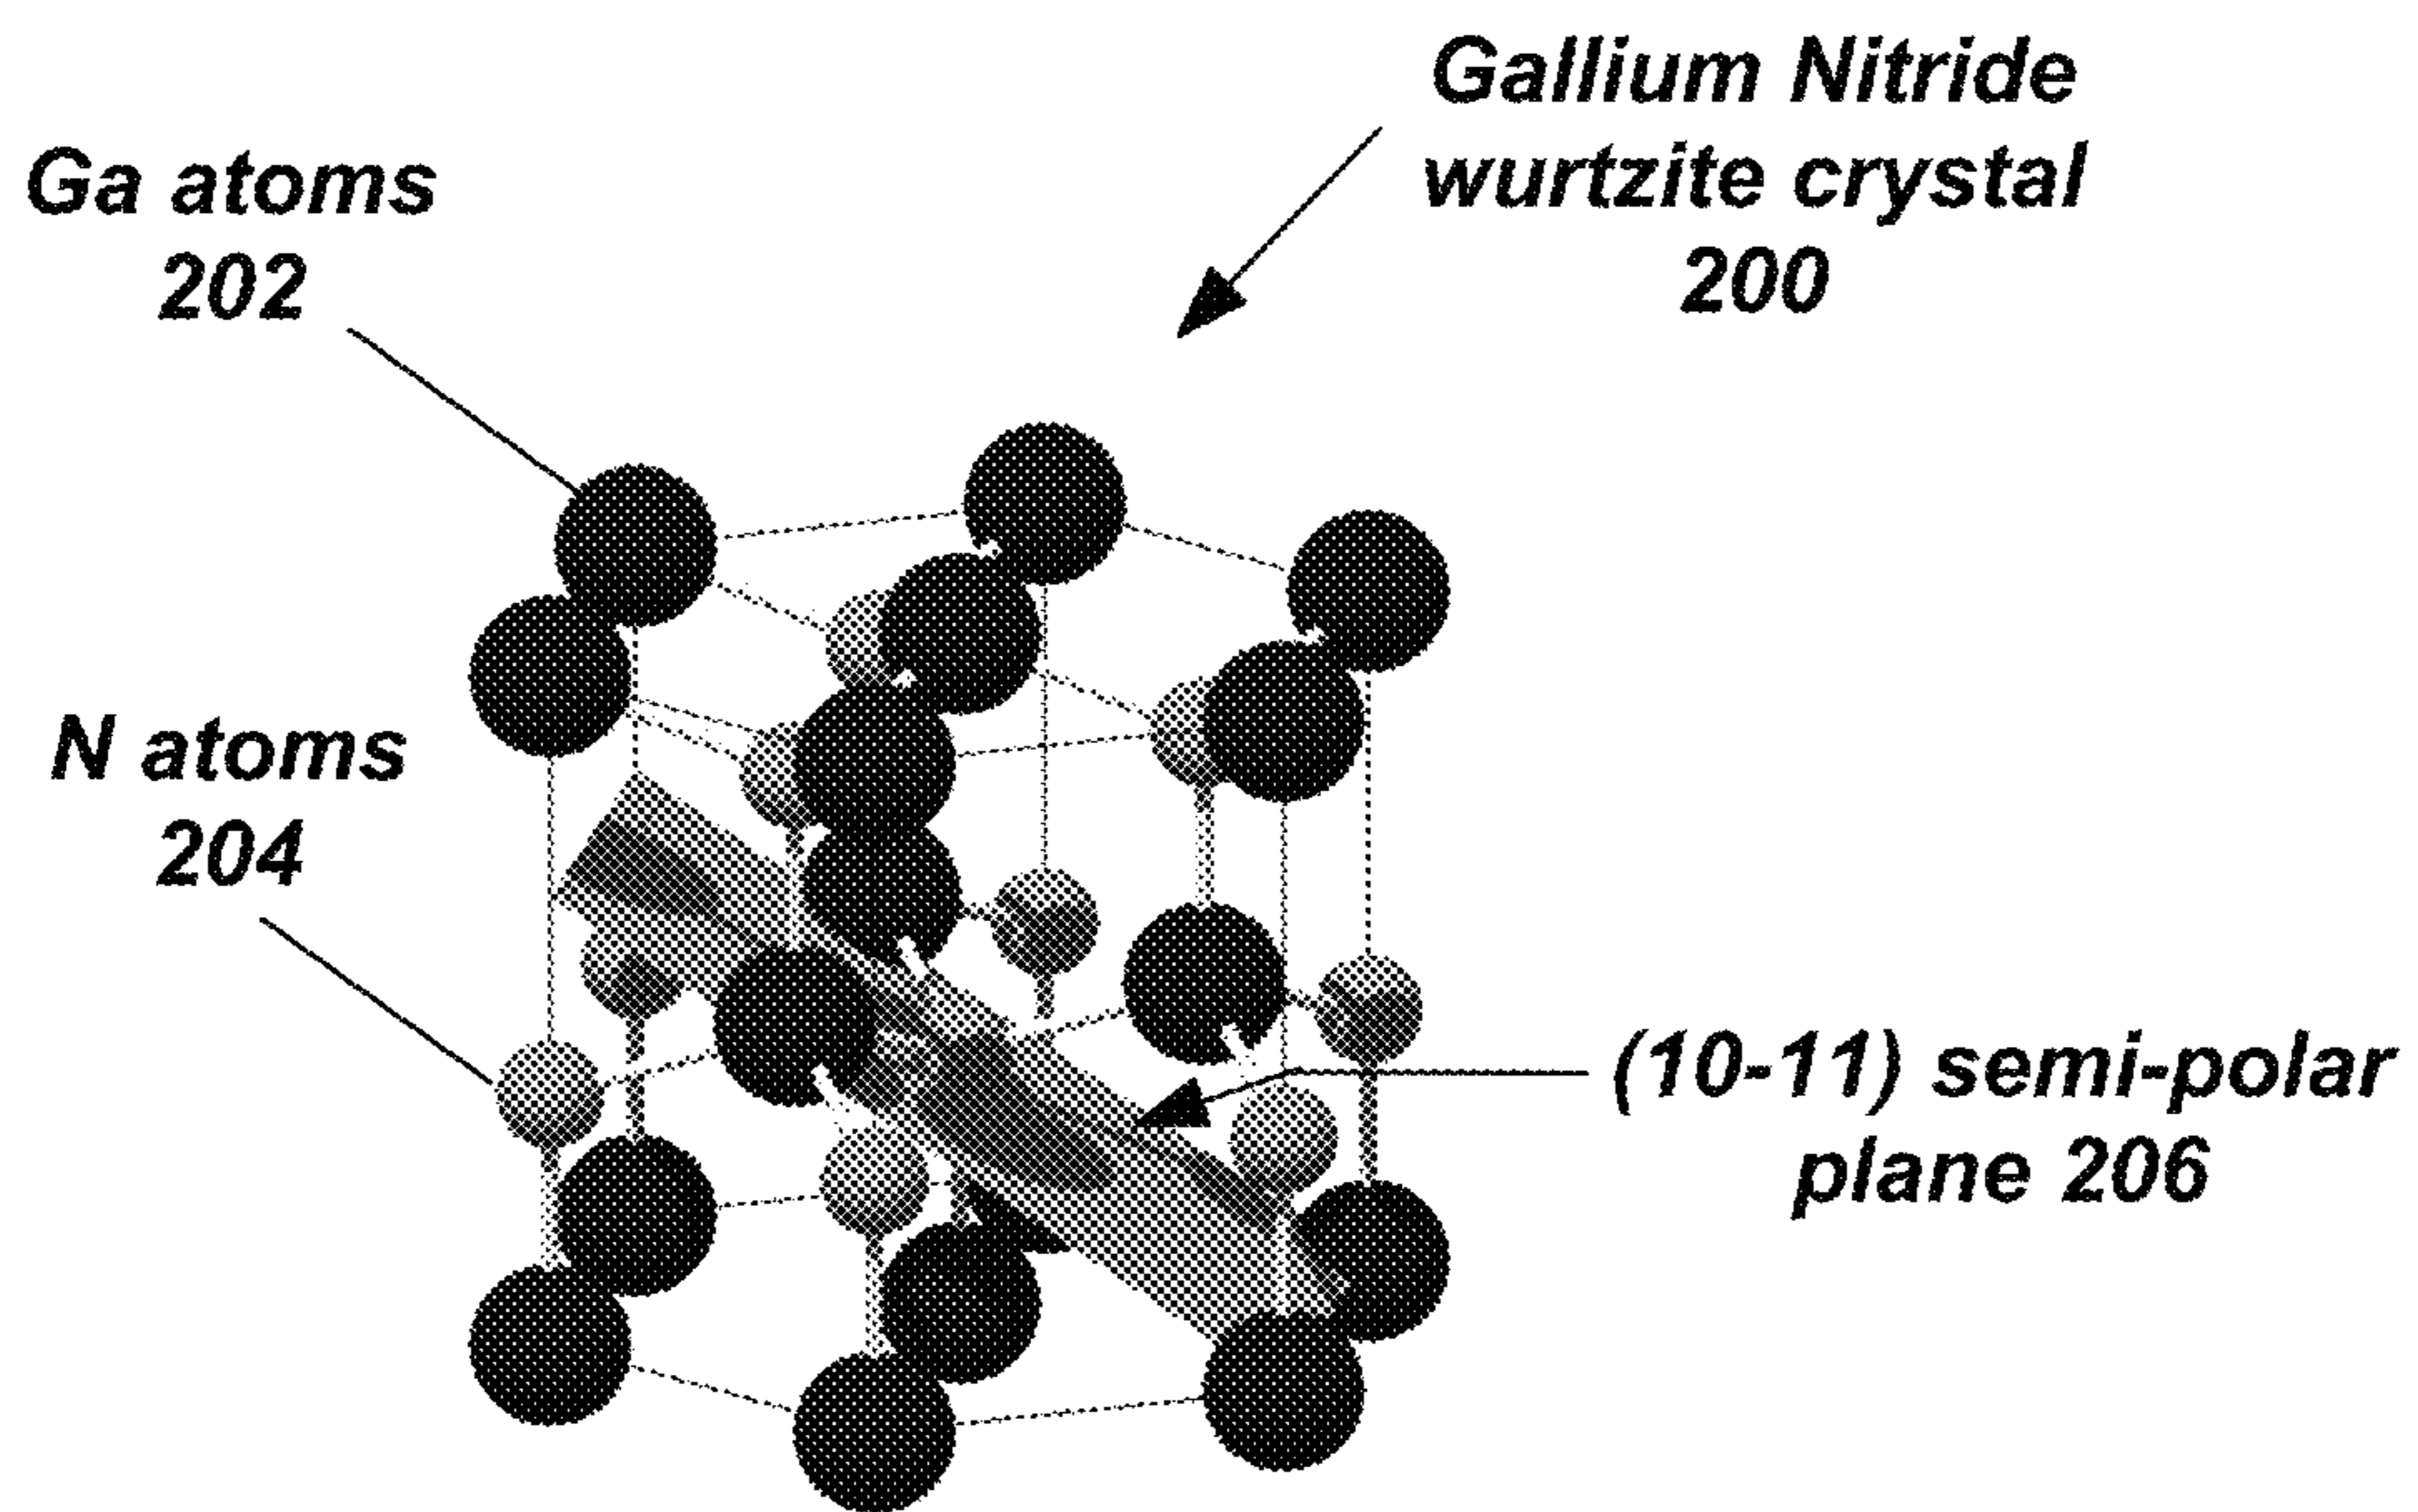 Gallium Nitride
wurtzite crystal
200
Ga atoms
202
N atoms
204
(10-11) semi-polar
plane 206